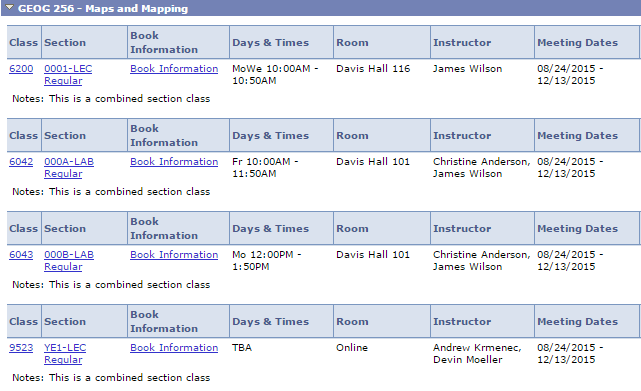 GEOG 256 - Maps and Mapping
Class Section Book Information Days & Times Room Instructor Meeting Dates
6200 0001-LEC Regular Book Information MoWe 10:00AM - 10:50AM Davis Hall 116 James Wilson 08/24/2015 - 12/13/2015
Notes: This is a combined section class
Class Section Book Information Days & Times Room Instructor Meeting Dates
6042 000A-LAB Regular Book Information Fr 10:00AM - 11:50AM Davis Hall 101 Christine Anderson, James Wilson 08/24/2015 - 12/13/2015
Notes: This is a combined section class
Class Section Book Information Days & Times Room Instructor Meeting Dates
6043 000B-LAB Regular Book Information Mo 12:00PM - 1:50PM Davis Hall 101 Christine Anderson, James Wilson 08/24/2015 - 12/13/2015
Notes: This is a combined section class
Class Section Book Information Days & Times Room Instructor Meeting Dates
9523 YE1-LEC Regular Book Information TBA Online Andrew Krmenec, Devin Moeller 08/24/2015 - 12/13/2015
Notes: This is a combined section class